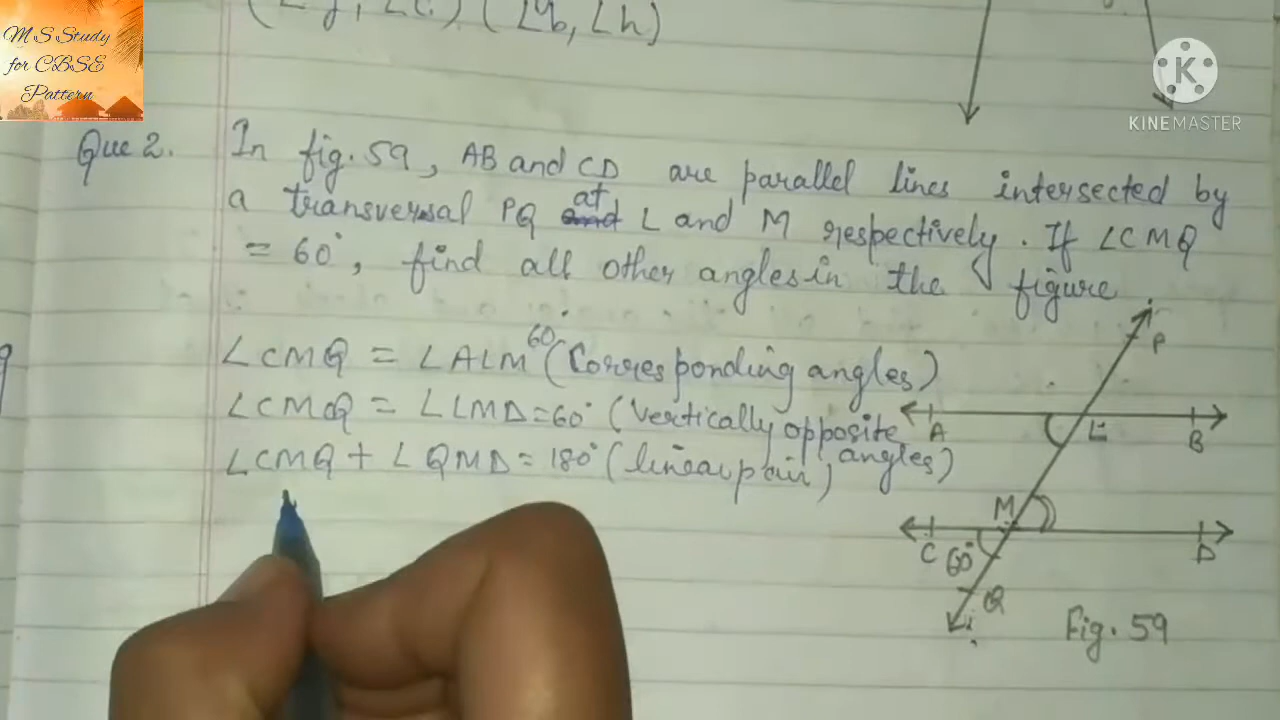 M S Study
for CBSE
Pattern
KINEMASTER
Que 2. In fig. 59, AB and CD are parallel lines intersected by
a transversal PQ at L and M respectively. If ∠CMQ
= 60°, find all other angles in the figure
∠CMQ = ∠ALM 60° (Corresponding angles)
∠CMQ = ∠LMD = 60° (vertically opposite
angles)
∠CMQ + ∠QMD = 180° (linear pair)
P
A L B
M
C 60° D
Q
Fig. 59